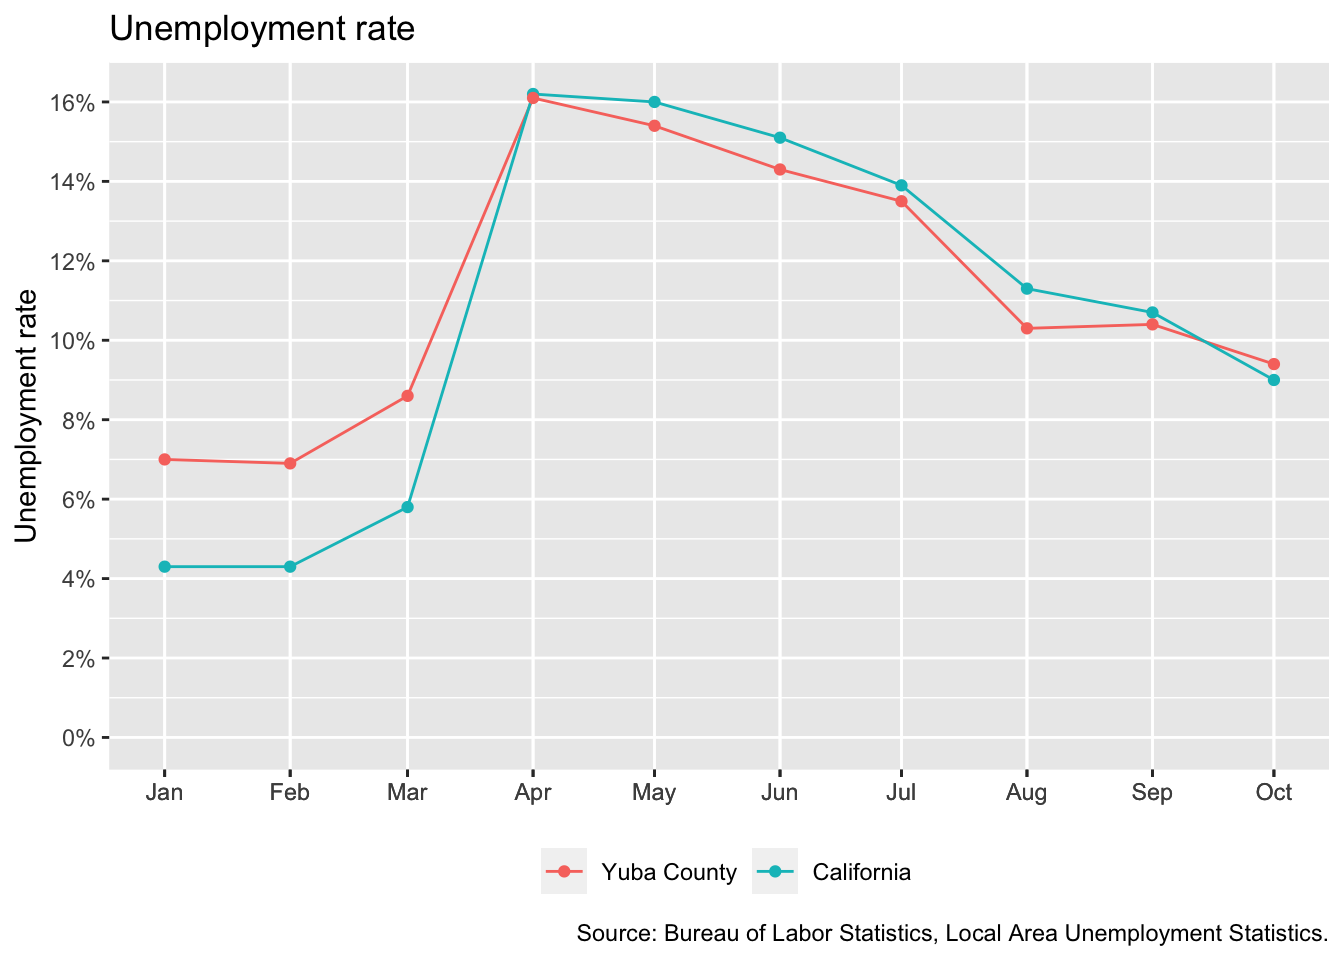 Unemployment rate
Unemployment rate
16%
14%
12%
10%
8%
6%
4%
2%
0%
Jan Feb Mar Apr May Jun Jul Aug Sep Oct
Yuba County California
Source: Bureau of Labor Statistics, Local Area Unemployment Statistics.